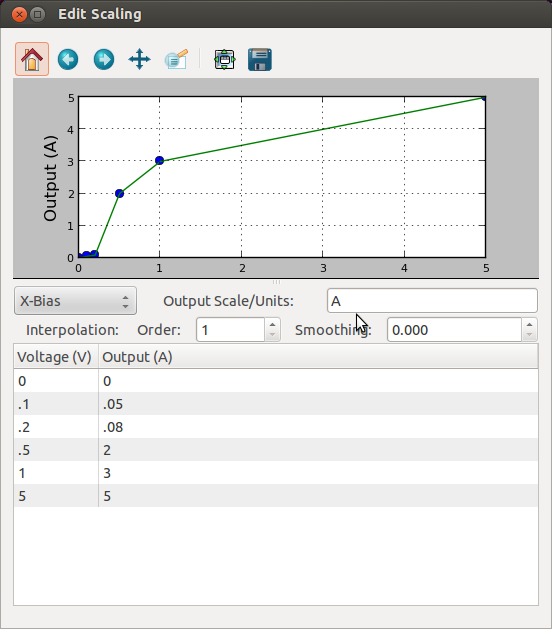 Edit Scaling
5
4
3
2
1
0
Output (A)
0 1 2 3 4 5
X-Bias Output Scale/Units: A
Interpolation: Order: 1 Smoothing: 0.000
Voltage (V) Output (A)
0 0
.1 .05
.2 .08
.5 2
1 3
5 5